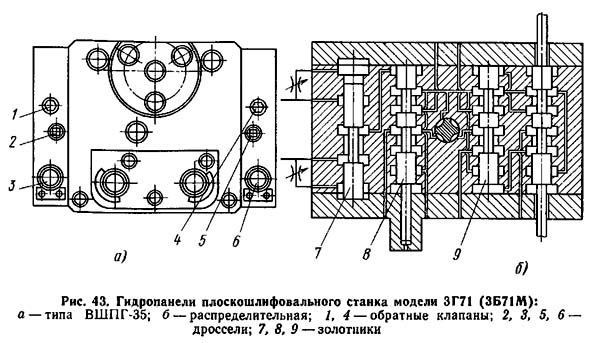 1
2
3
4
5
6
7
8
9
а)
б)
Рис. 43. Гидропанели плоскошлифовального станка модели 3Г71 (3Б71М):
а — типа ВШПГ-35; б — распределительная; 1, 4 — обратные клапаны; 2, 3, 5, 6 —
дроссели; 7, 8, 9 — золотники